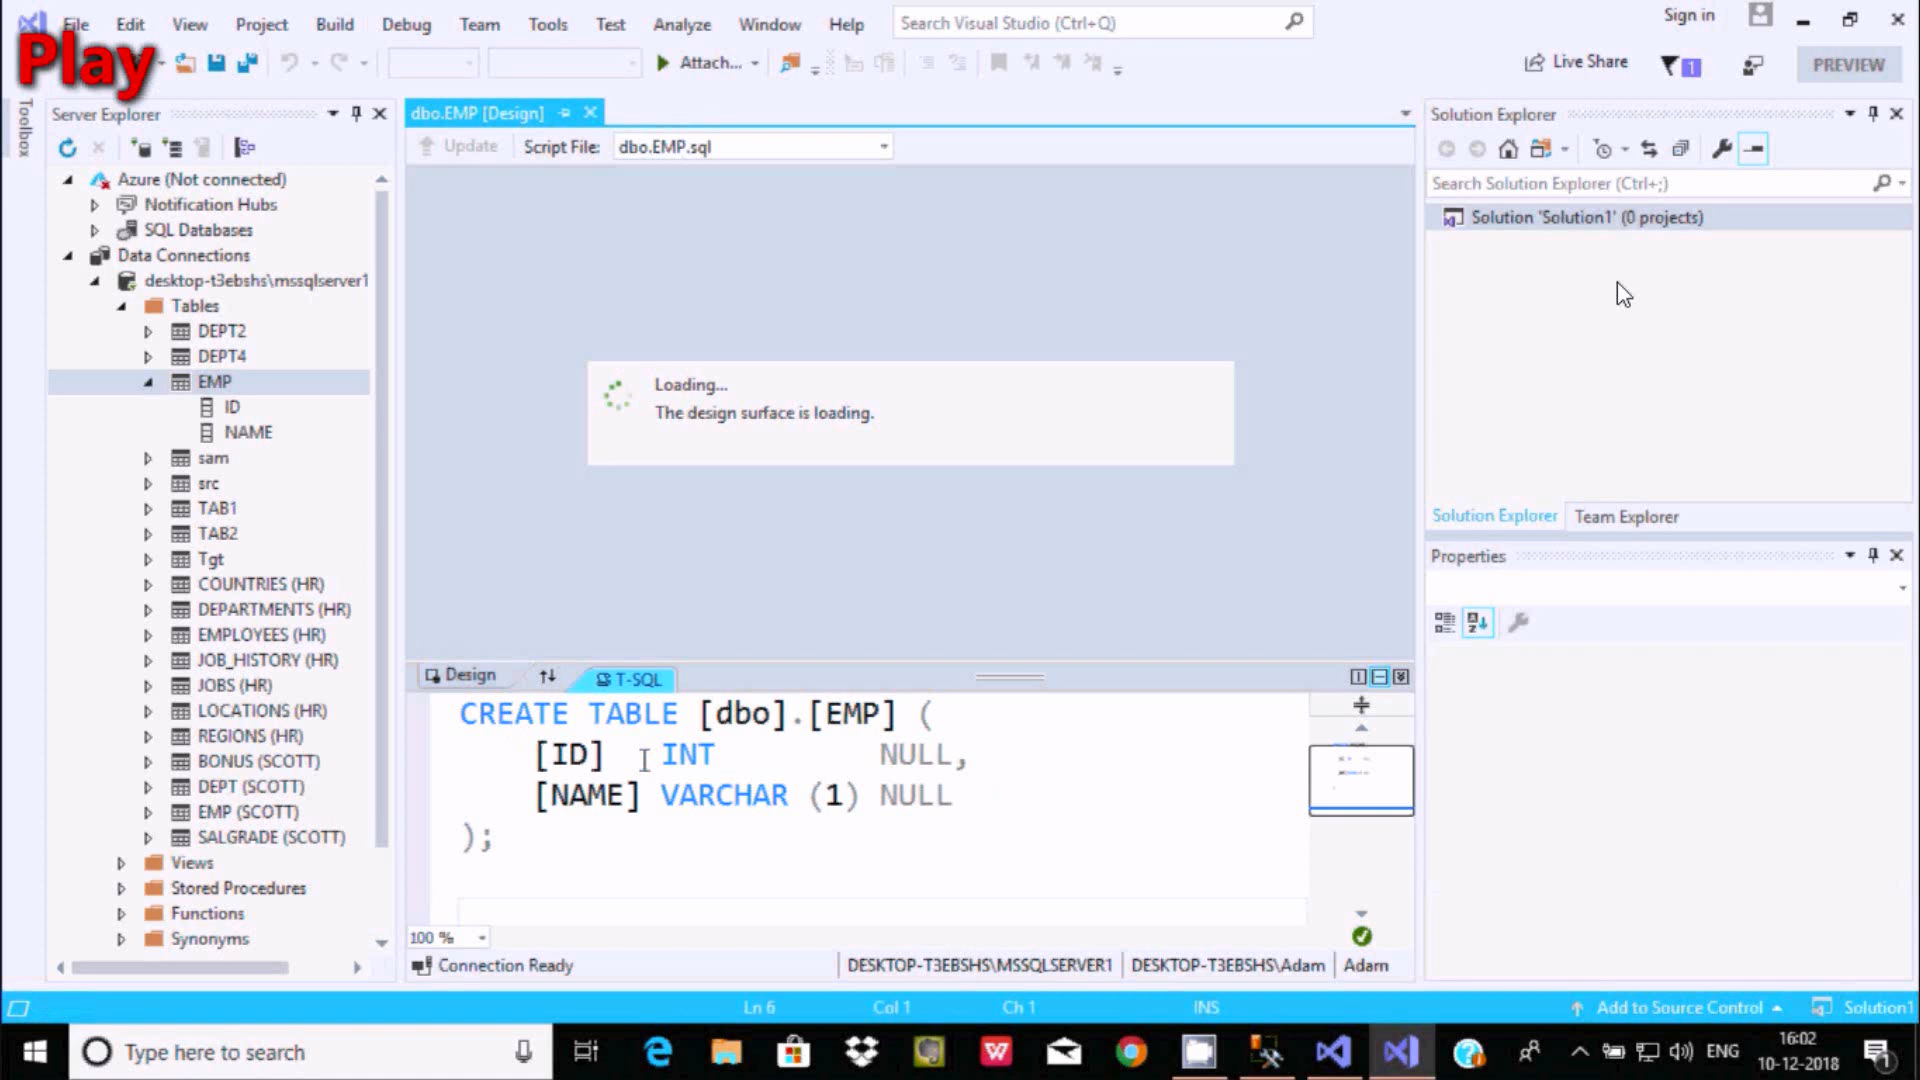 File Edit View Project Build Debug Team Tools Test Analyze Window Help
Search Visual Studio (Ctrl+Q)
Sign in
Play
Attach...
Live Share
1
PREVIEW
Toolbox
Server Explorer
Azure (Not connected)
Notification Hubs
SQL Databases
Data Connections
desktop-t3ebshs\mssqlserver1
Tables
DEPT2
DEPT4
EMP
ID
NAME
sam
src
TAB1
TAB2
Tgt
COUNTRIES (HR)
DEPARTMENTS (HR)
EMPLOYEES (HR)
JOB_HISTORY (HR)
JOBS (HR)
LOCATIONS (HR)
REGIONS (HR)
BONUS (SCOTT)
DEPT (SCOTT)
EMP (SCOTT)
SALGRADE (SCOTT)
Views
Stored Procedures
Functions
Synonyms
dbo.EMP [Design]
Update
Script File: dbo.EMP.sql
Loading...
The design surface is loading.
Design
T-SQL
CREATE TABLE [dbo].[EMP] (
[ID] INT NULL,
[NAME] VARCHAR (1) NULL
);
100 %
Connection Ready
DESKTOP-T3EBSHS\MSSQLSERVER1
DESKTOP-T3EBSHS\Adam
Adam
Solution Explorer
Search Solution Explorer (Ctrl+;)
Solution 'Solution1' (0 projects)
Solution Explorer
Team Explorer
Properties
Ln 6
Col 1
Ch 1
INS
Add to Source Control
Solution1
Type here to search
ENG
16:02
10-12-2018
1